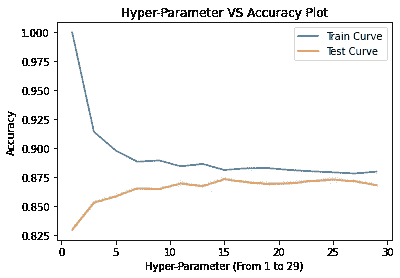 Hyper-Parameter VS Accuracy Plot
Train Curve
Test Curve
1.000
0.975
0.950
0.925
0.900
0.875
0.850
0.825
Accuracy
0 5 10 15 20 25 30
Hyper-Parameter (From 1 to 29)